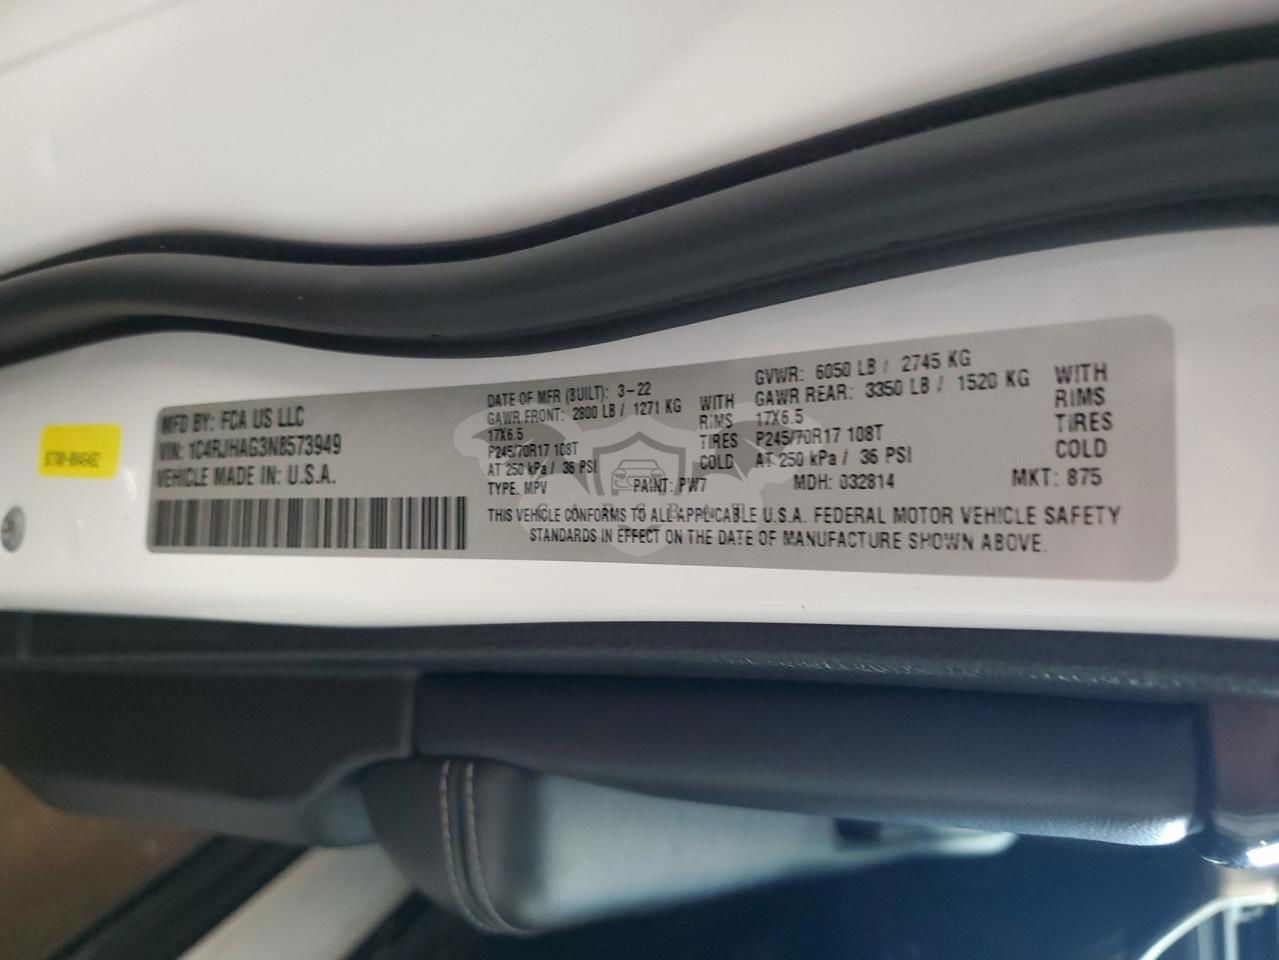 MFD BY: FCA US LLC
VIN: 1C4RJHAG3N8573949
VEHICLE MADE IN: U.S.A.
DATE OF MFR (BUILT): 3-22
GAWR FRONT: 2800 LB / 1271 KG WITH
17X6.5 RIMS
P245/70R17 108T TIRES
AT 250 kPa / 36 PSI COLD
GVWR: 6050 LB / 2745 KG
GAWR REAR: 3350 LB / 1520 KG WITH
17X6.5 RIMS
P245/70R17 108T TIRES
AT 250 kPa / 36 PSI COLD
TYPE: MPV PAINT: PW7 MDH: 032814 MKT: 875
THIS VEHICLE CONFORMS TO ALL APPLICABLE U.S.A. FEDERAL MOTOR VEHICLE SAFETY
STANDARDS IN EFFECT ON THE DATE OF MANUFACTURE SHOWN ABOVE.